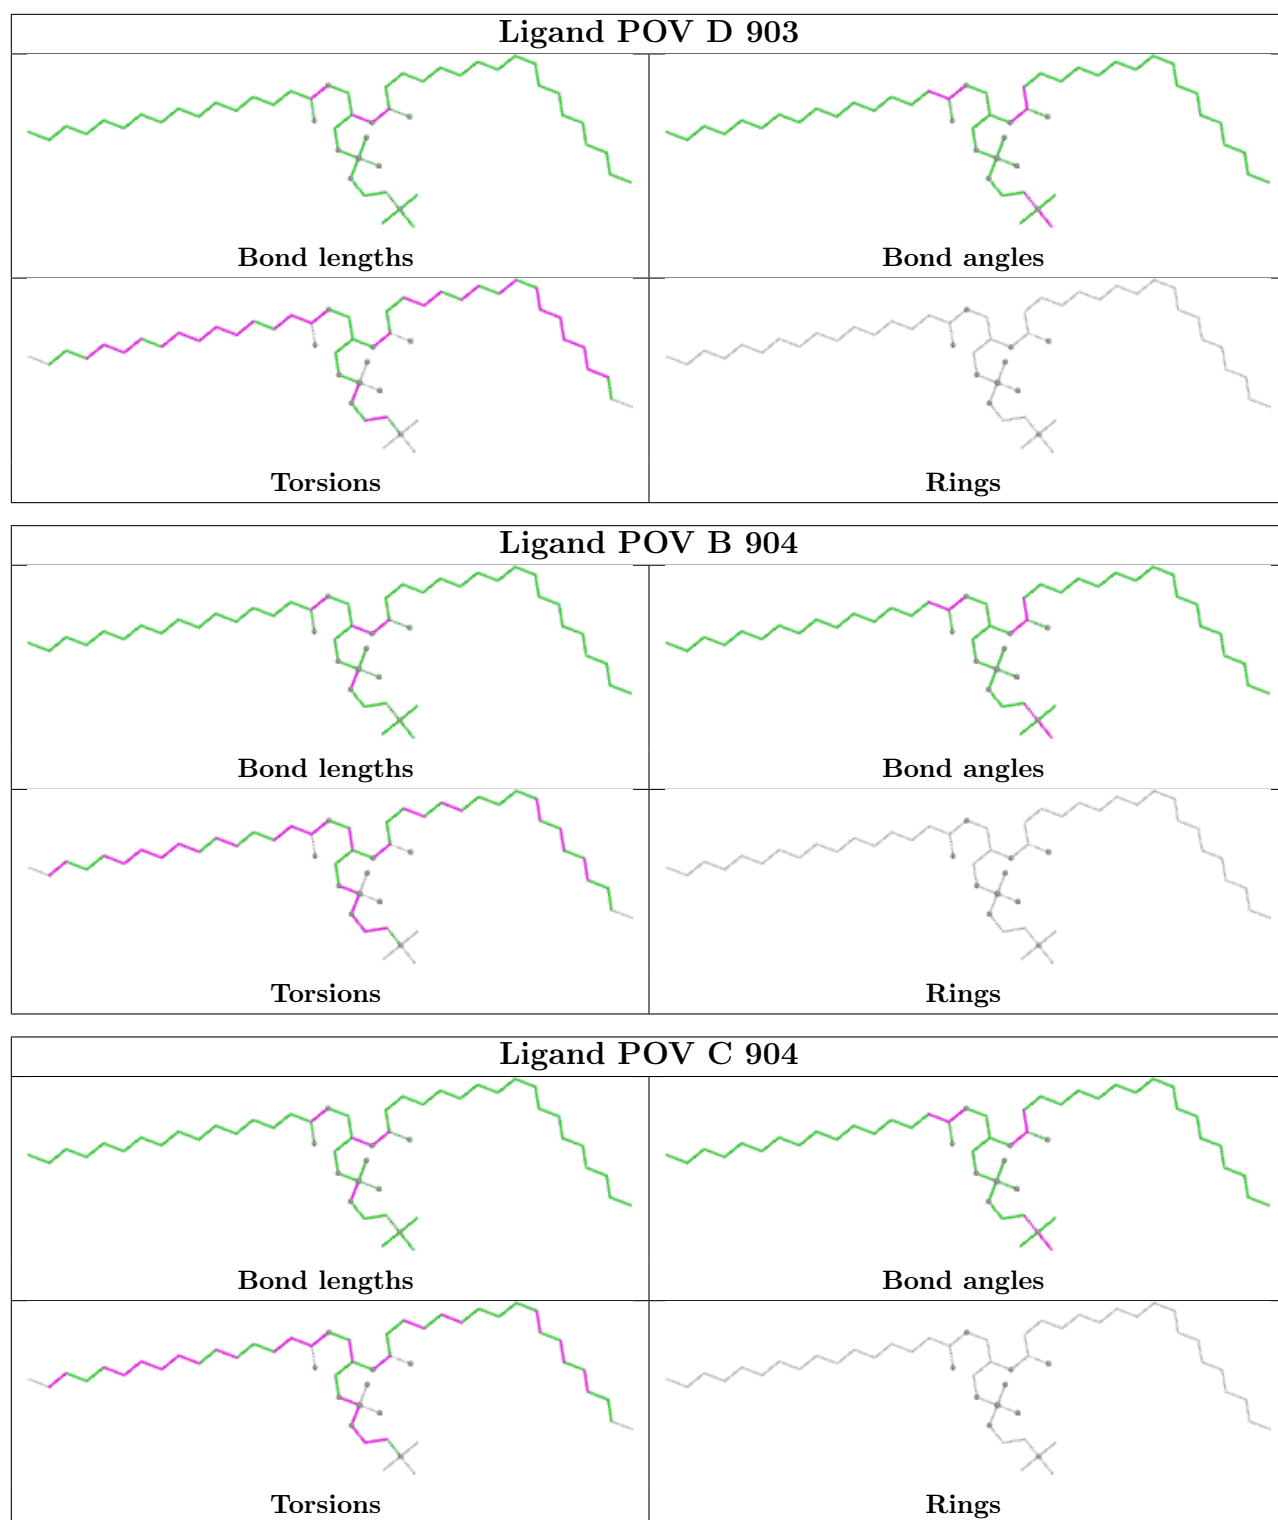 Ligand POV D 903
Bond lengths
Bond angles
Torsions
Rings
Ligand POV B 904
Bond lengths
Bond angles
Torsions
Rings
Ligand POV C 904
Bond lengths
Bond angles
Torsions
Rings